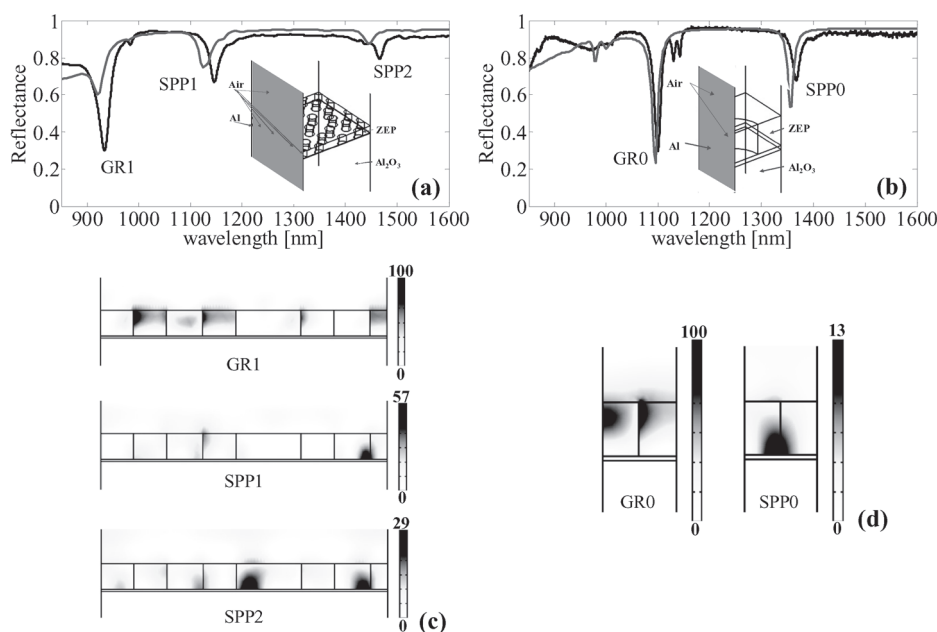 1
0.8
0.6
0.4
0.2
0
Reflectance
900 1000 1100 1200 1300 1400 1500 1600
wavelength [nm]
GR1
SPP1
SPP2
Air
Al
ZEP
Al₂O₃
(a)
1
0.8
0.6
0.4
0.2
0
Reflectance
900 1000 1100 1200 1300 1400 1500 1600
wavelength [nm]
GR0
SPP0
Air
Al
ZEP
Al₂O₃
(b)
100
0
GR1
57
0
SPP1
29
0
SPP2
(c)
100
0
GR0
13
0
SPP0
(d)